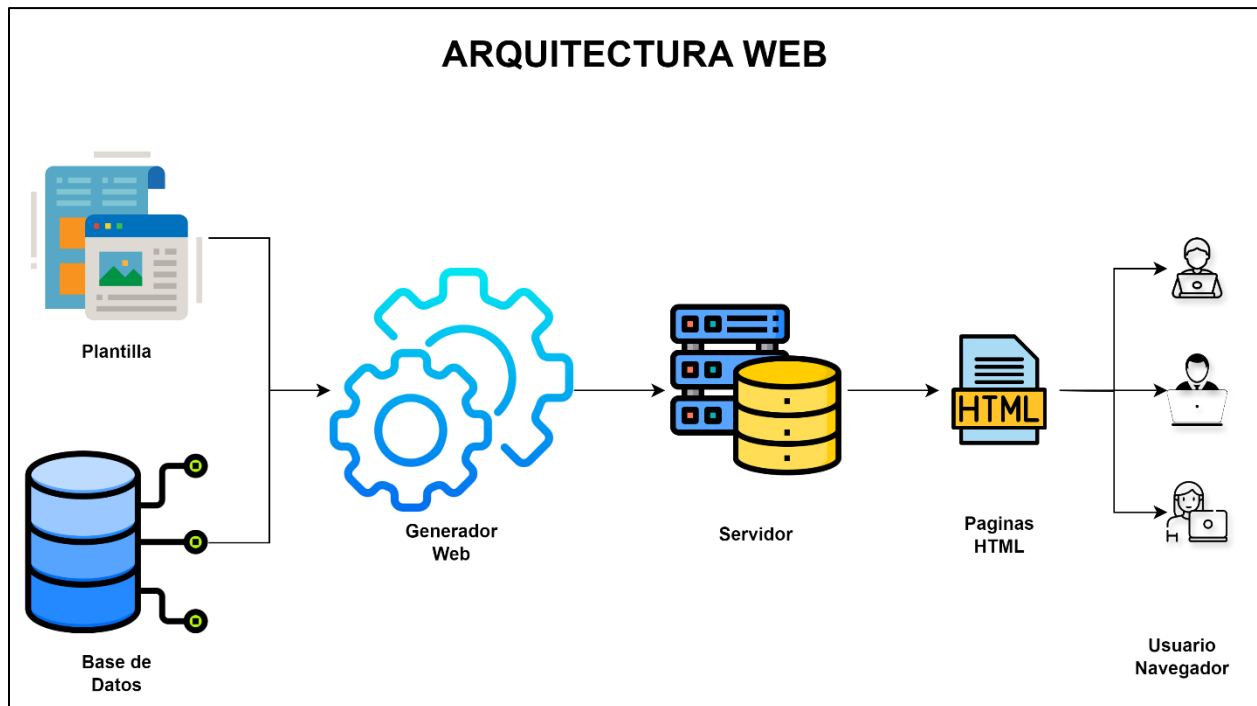 ARQUITECTURA WEB
Plantilla
Base de
Datos
Generador
Web
Servidor
HTML
Paginas
HTML
Usuario
Navegador